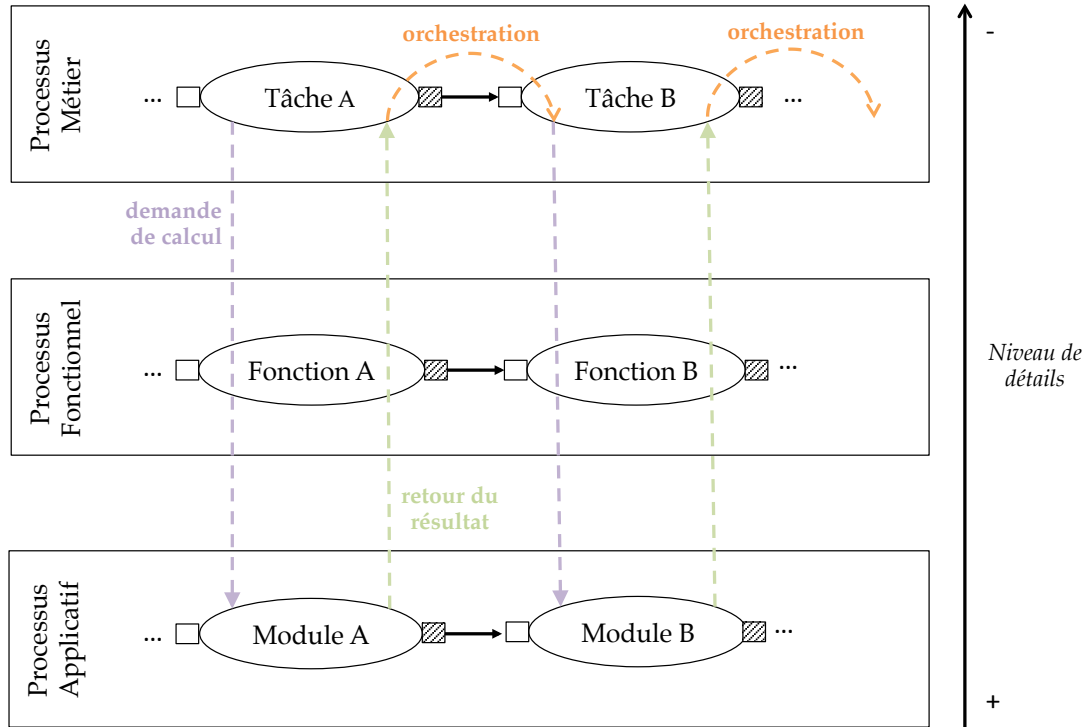 Processus
Métier
orchestration
orchestration
-
...
Tâche A
Tâche B
...
demande
de calcul
Processus
Fonctionnel
...
Fonction A
Fonction B
...
Niveau de
détails
retour du
résultat
Processus
Applicatif
...
Module A
Module B
...
+